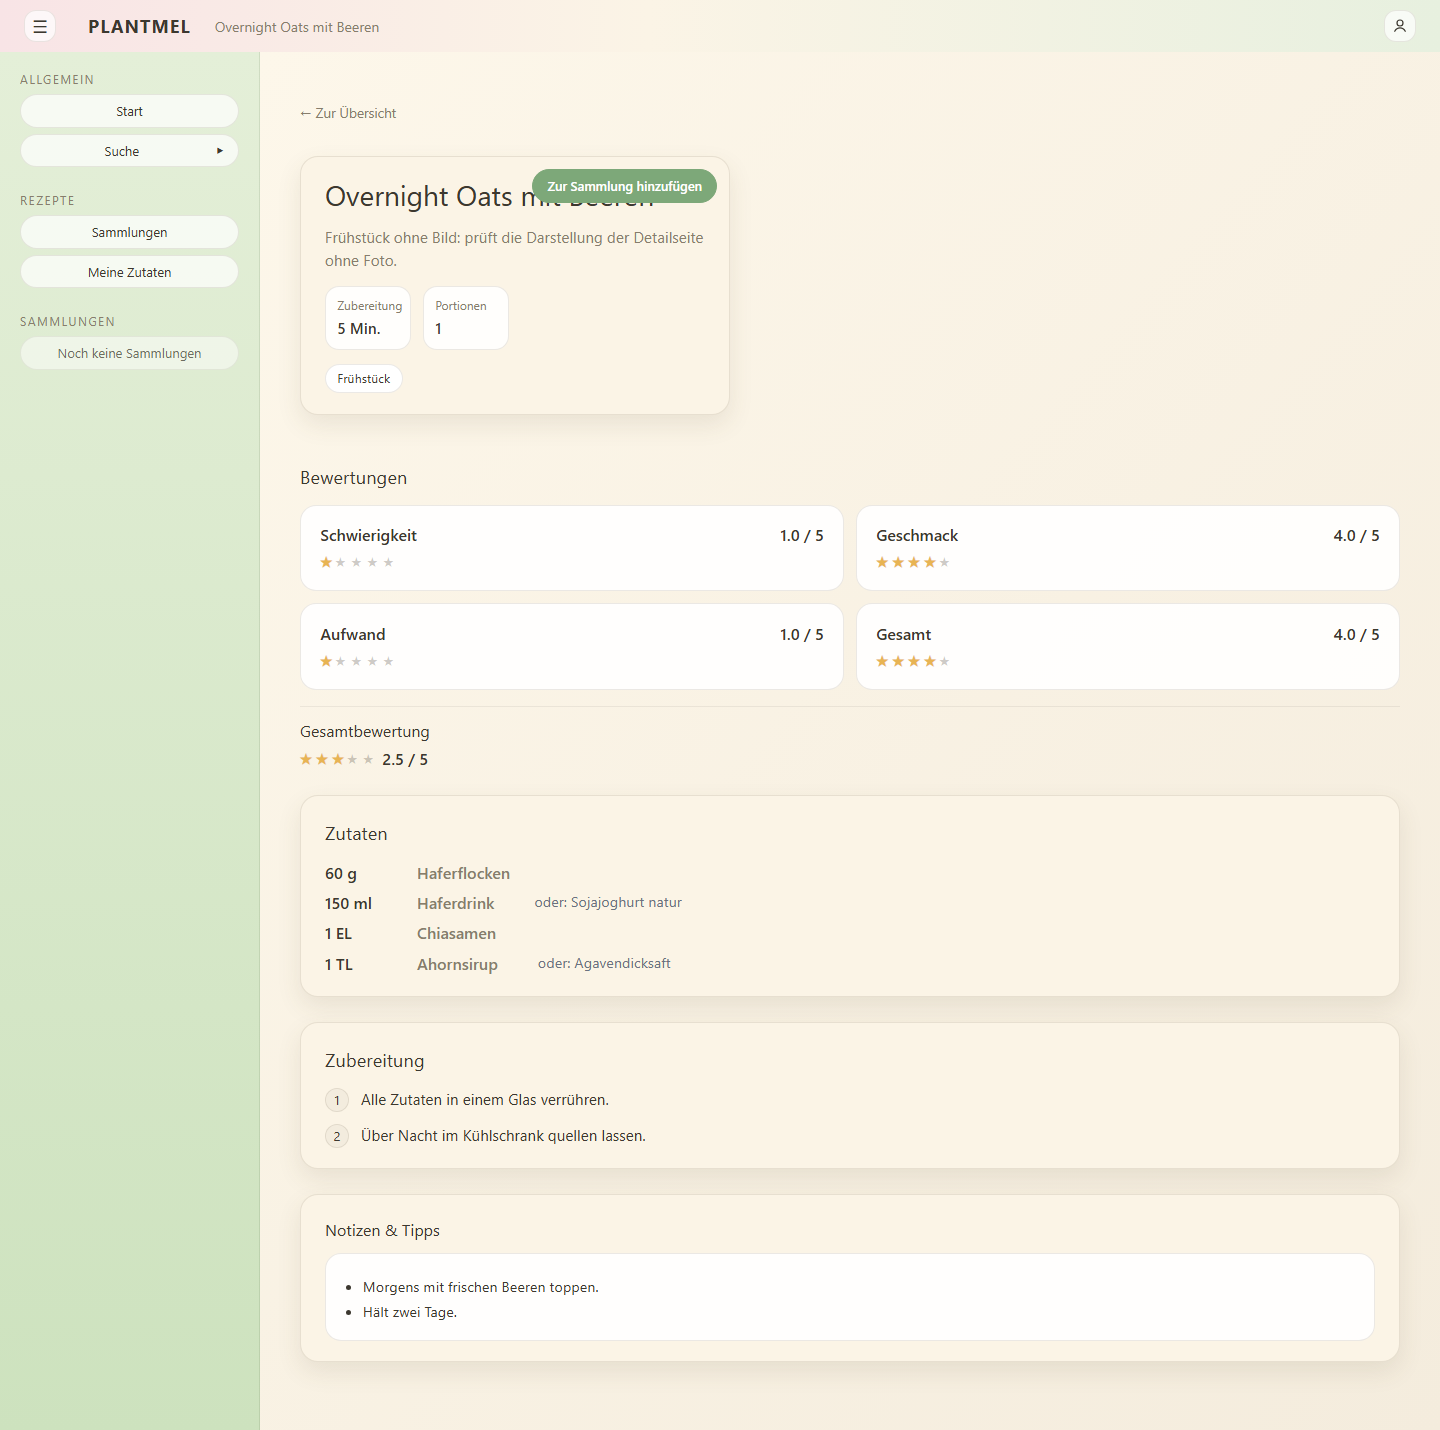 ☰ PLANTMEL Overnight Oats mit Beeren
ALLGEMEIN
Start
Suche ▸
REZEPTE
Sammlungen
Meine Zutaten
SAMMLUNGEN
Noch keine Sammlungen
← Zur Übersicht
Zur Sammlung hinzufügen
Overnight Oats mit Beeren
Frühstück ohne Bild: prüft die Darstellung der Detailseite
ohne Foto.
Zubereitung
5 Min.
Portionen
1
Frühstück
Bewertungen
Schwierigkeit 1.0 / 5
★★★★★
Geschmack 4.0 / 5
★★★★★
Aufwand 1.0 / 5
★★★★★
Gesamt 4.0 / 5
★★★★★
Gesamtbewertung
★★★★★ 2.5 / 5
Zutaten
60 g Haferflocken
150 ml Haferdrink oder: Sojajoghurt natur
1 EL Chiasamen
1 TL Ahornsirup oder: Agavendicksaft
Zubereitung
1 Alle Zutaten in einem Glas verrühren.
2 Über Nacht im Kühlschrank quellen lassen.
Notizen & Tipps
• Morgens mit frischen Beeren toppen.
• Hält zwei Tage.